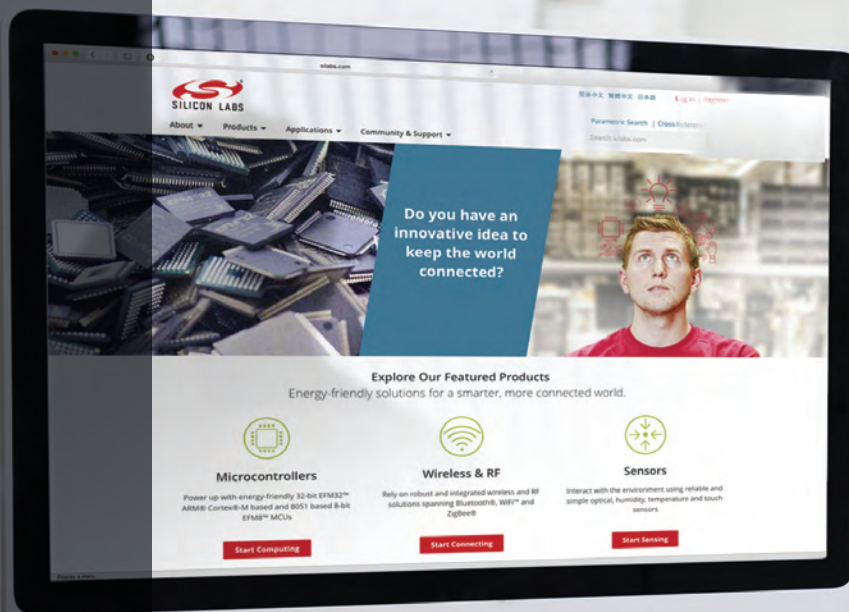 silabs.com
SILICON LABS
简体中文 繁體中文 日本語 Log In | Register
About Products Applications Community & Support
Parametric Search | Cross-Reference
Search silabs.com
Do you have an
innovative idea to
keep the world
connected?
Explore Our Featured Products
Energy-friendly solutions for a smarter, more connected world.
Microcontrollers
Power up with energy-friendly 32-bit EFM32™
ARM® Cortex®-M based and 8051 based 8-bit
EFM8™ MCUs
Start Computing
Wireless & RF
Rely on robust and integrated wireless and RF
solutions spanning Bluetooth®, WiFi™ and
ZigBee®
Start Connecting
Sensors
Interact with the environment using reliable and
simple optical, humidity, temperature and touch
sensors
Start Sensing
Display a menu